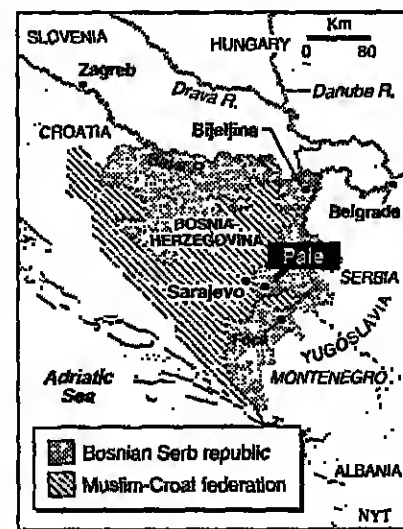 Km
0 80
SLOVENIA
HUNGARY
Zagreb
Drava R.
Danube R.
CROATIA
Bijeljina
Belgrade
BOSNIA-
HERZEGOVINA
Pale
Sarajevo
SERBIA
YUGOSLAVIA
MONTENEGRO
Adriatic
Sea
Bosnian Serb republic
Muslim-Croat federation
ALBANIA
NYT